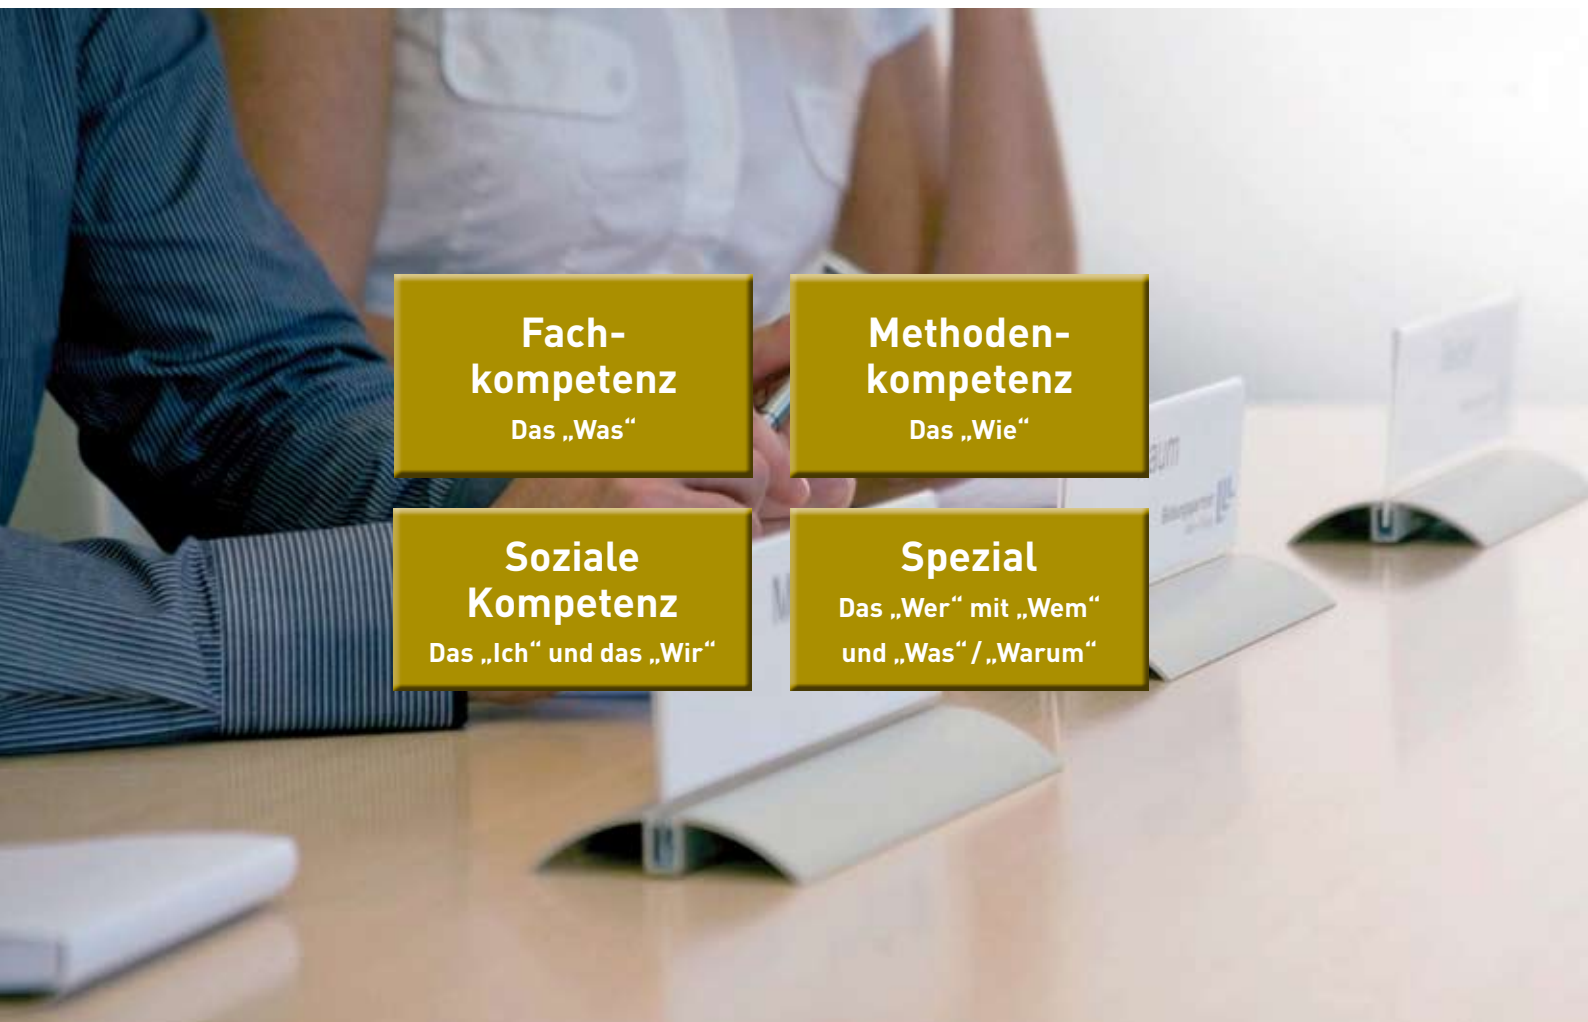 Fach-
kompetenz
Das „Was“
Methoden-
kompetenz
Das „Wie“
Soziale
Kompetenz
Das „Ich“ und das „Wir“
Spezial
Das „Wer“ mit „Wem“
und „Was“/„Warum“